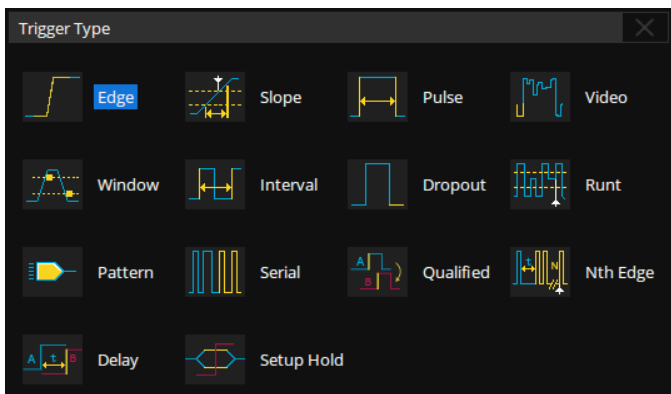 Trigger Type
Edge
Slope
Pulse
Video
Window
Interval
Dropout
Runt
Pattern
Serial
A
B
Qualified
t
N
Nth Edge
A
t
B
Delay
Setup Hold